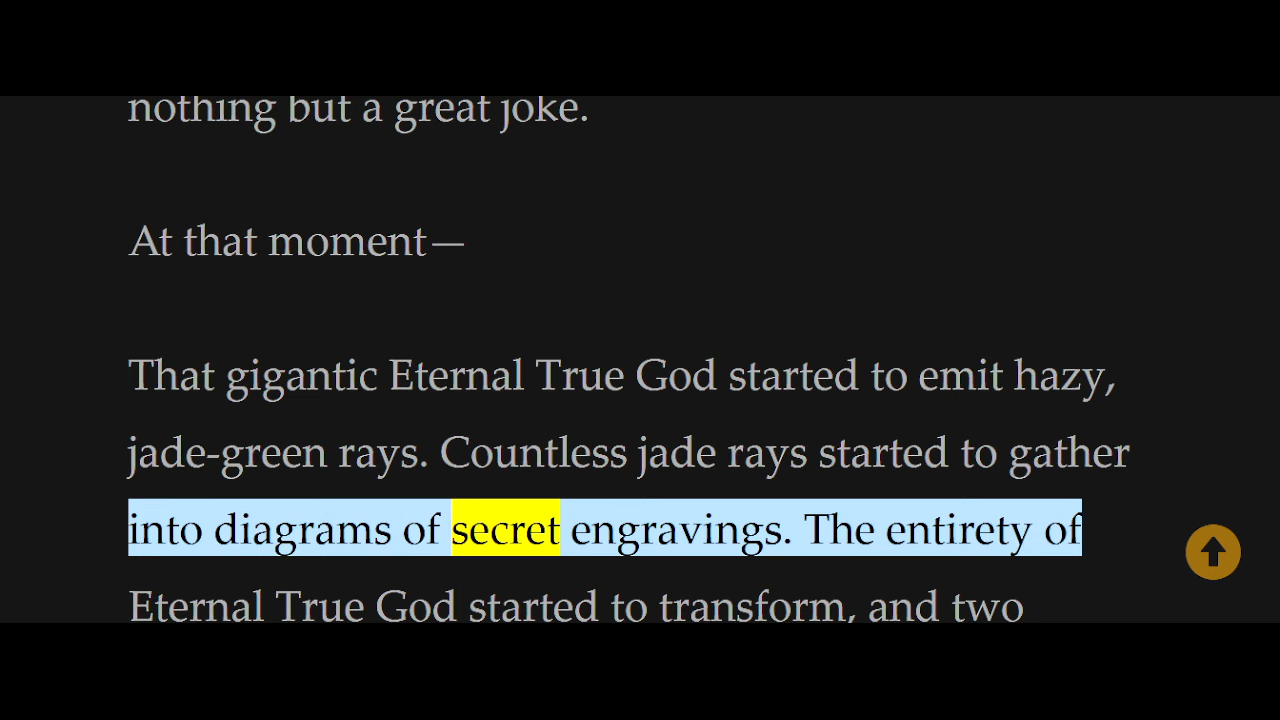 nothing but a great joke.
At that moment—
That gigantic Eternal True God started to emit hazy,
jade-green rays. Countless jade rays started to gather
into diagrams of secret engravings. The entirety of
Eternal True God started to transform, and two